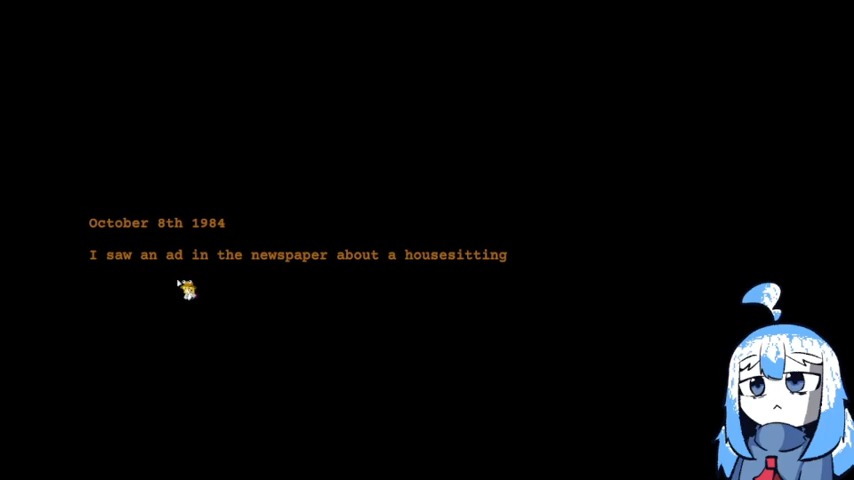 October 8th 1984
I saw an ad in the newspaper about a housesitting